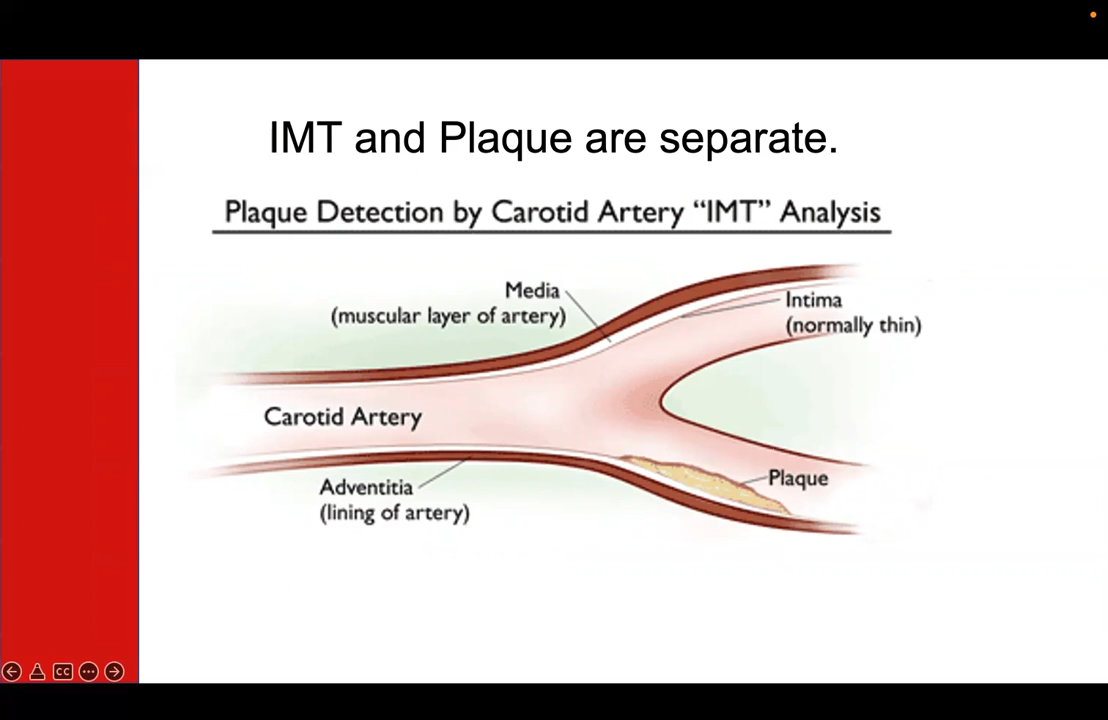 IMT and Plaque are separate.
Plaque Detection by Carotid Artery “IMT” Analysis
Media
(muscular layer of artery)
Intima
(normally thin)
Carotid Artery
Plaque
Adventitia
(lining of artery)
CC